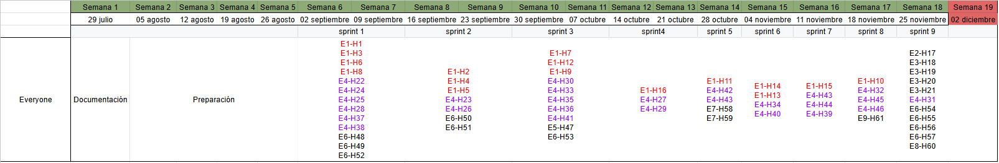 Semana 1 Semana 2 Semana 3 Semana 4 Semana 5 Semana 6 Semana 7 Semana 8 Semana 9 Semana 10 Semana 11 Semana 12 Semana 13 Semana 14 Semana 15 Semana 16 Semana 17 Semana 18 Semana 19
29 julio 05 agosto 12 agosto 19 agosto 26 agosto 02 septiembre 09 septiembre 16 septiembre 23 septiembre 30 septiembre 07 octubre 14 octubre 21 octubre 28 octubre 04 noviembre 11 noviembre 18 noviembre 25 noviembre 02 diciembre
sprint 1 sprint 2 sprint 3 sprint4 sprint 5 sprint 6 sprint 7 sprint 8 sprint 9
Everyone
Documentación
Preparación
E1-H1
E1-H3
E1-H6
E1-H8
E4-H22
E4-H24
E4-H25
E4-H28
E4-H37
E4-H38
E6-H48
E6-H49
E6-H52
E1-H2
E1-H4
E1-H5
E4-H23
E4-H26
E6-H50
E6-H51
E1-H7
E1-H12
E1-H9
E4-H30
E4-H33
E4-H35
E4-H36
E4-H41
E5-H47
E6-H53
E1-H16
E4-H27
E4-H29
E1-H11
E4-H42
E4-H43
E7-H58
E7-H59
E1-H14
E1-H13
E4-H34
E4-H40
E1-H15
E4-H43
E4-H44
E4-H39
E1-H10
E4-H32
E4-H45
E4-H46
E9-H61
E2-H17
E3-H18
E3-H19
E3-H20
E3-H21
E4-H31
E6-H54
E6-H55
E6-H56
E6-H57
E8-H60